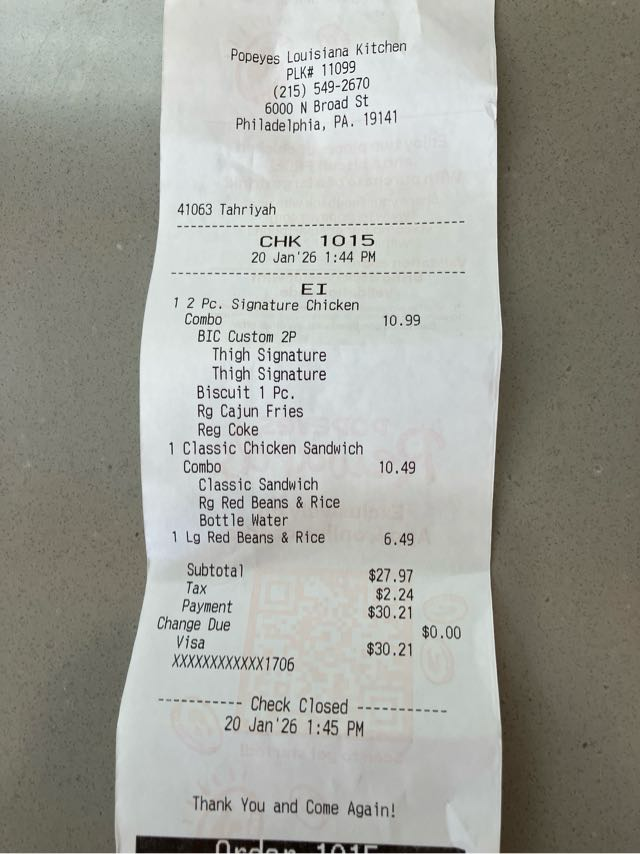 Popeyes Louisiana Kitchen
PLK# 11099
(215) 549-2670
6000 N Broad St
Philadelphia, PA. 19141
41063 Tahriyah
CHK 1015
20 Jan'26 1:44 PM
EI
1 2 Pc. Signature Chicken
Combo 10.99
BIC Custom 2P
Thigh Signature
Thigh Signature
Biscuit 1 Pc.
Rg Cajun Fries
Reg Coke
1 Classic Chicken Sandwich
Combo 10.49
Classic Sandwich
Rg Red Beans & Rice
Bottle Water
1 Lg Red Beans & Rice 6.49
Subtotal $27.97
Tax $2.24
Payment $30.21
Change Due $0.00
Visa $30.21
XXXXXXXXXXXX1706
---------- Check Closed -----------
20 Jan'26 1:45 PM
Thank You and Come Again!
Order 1015